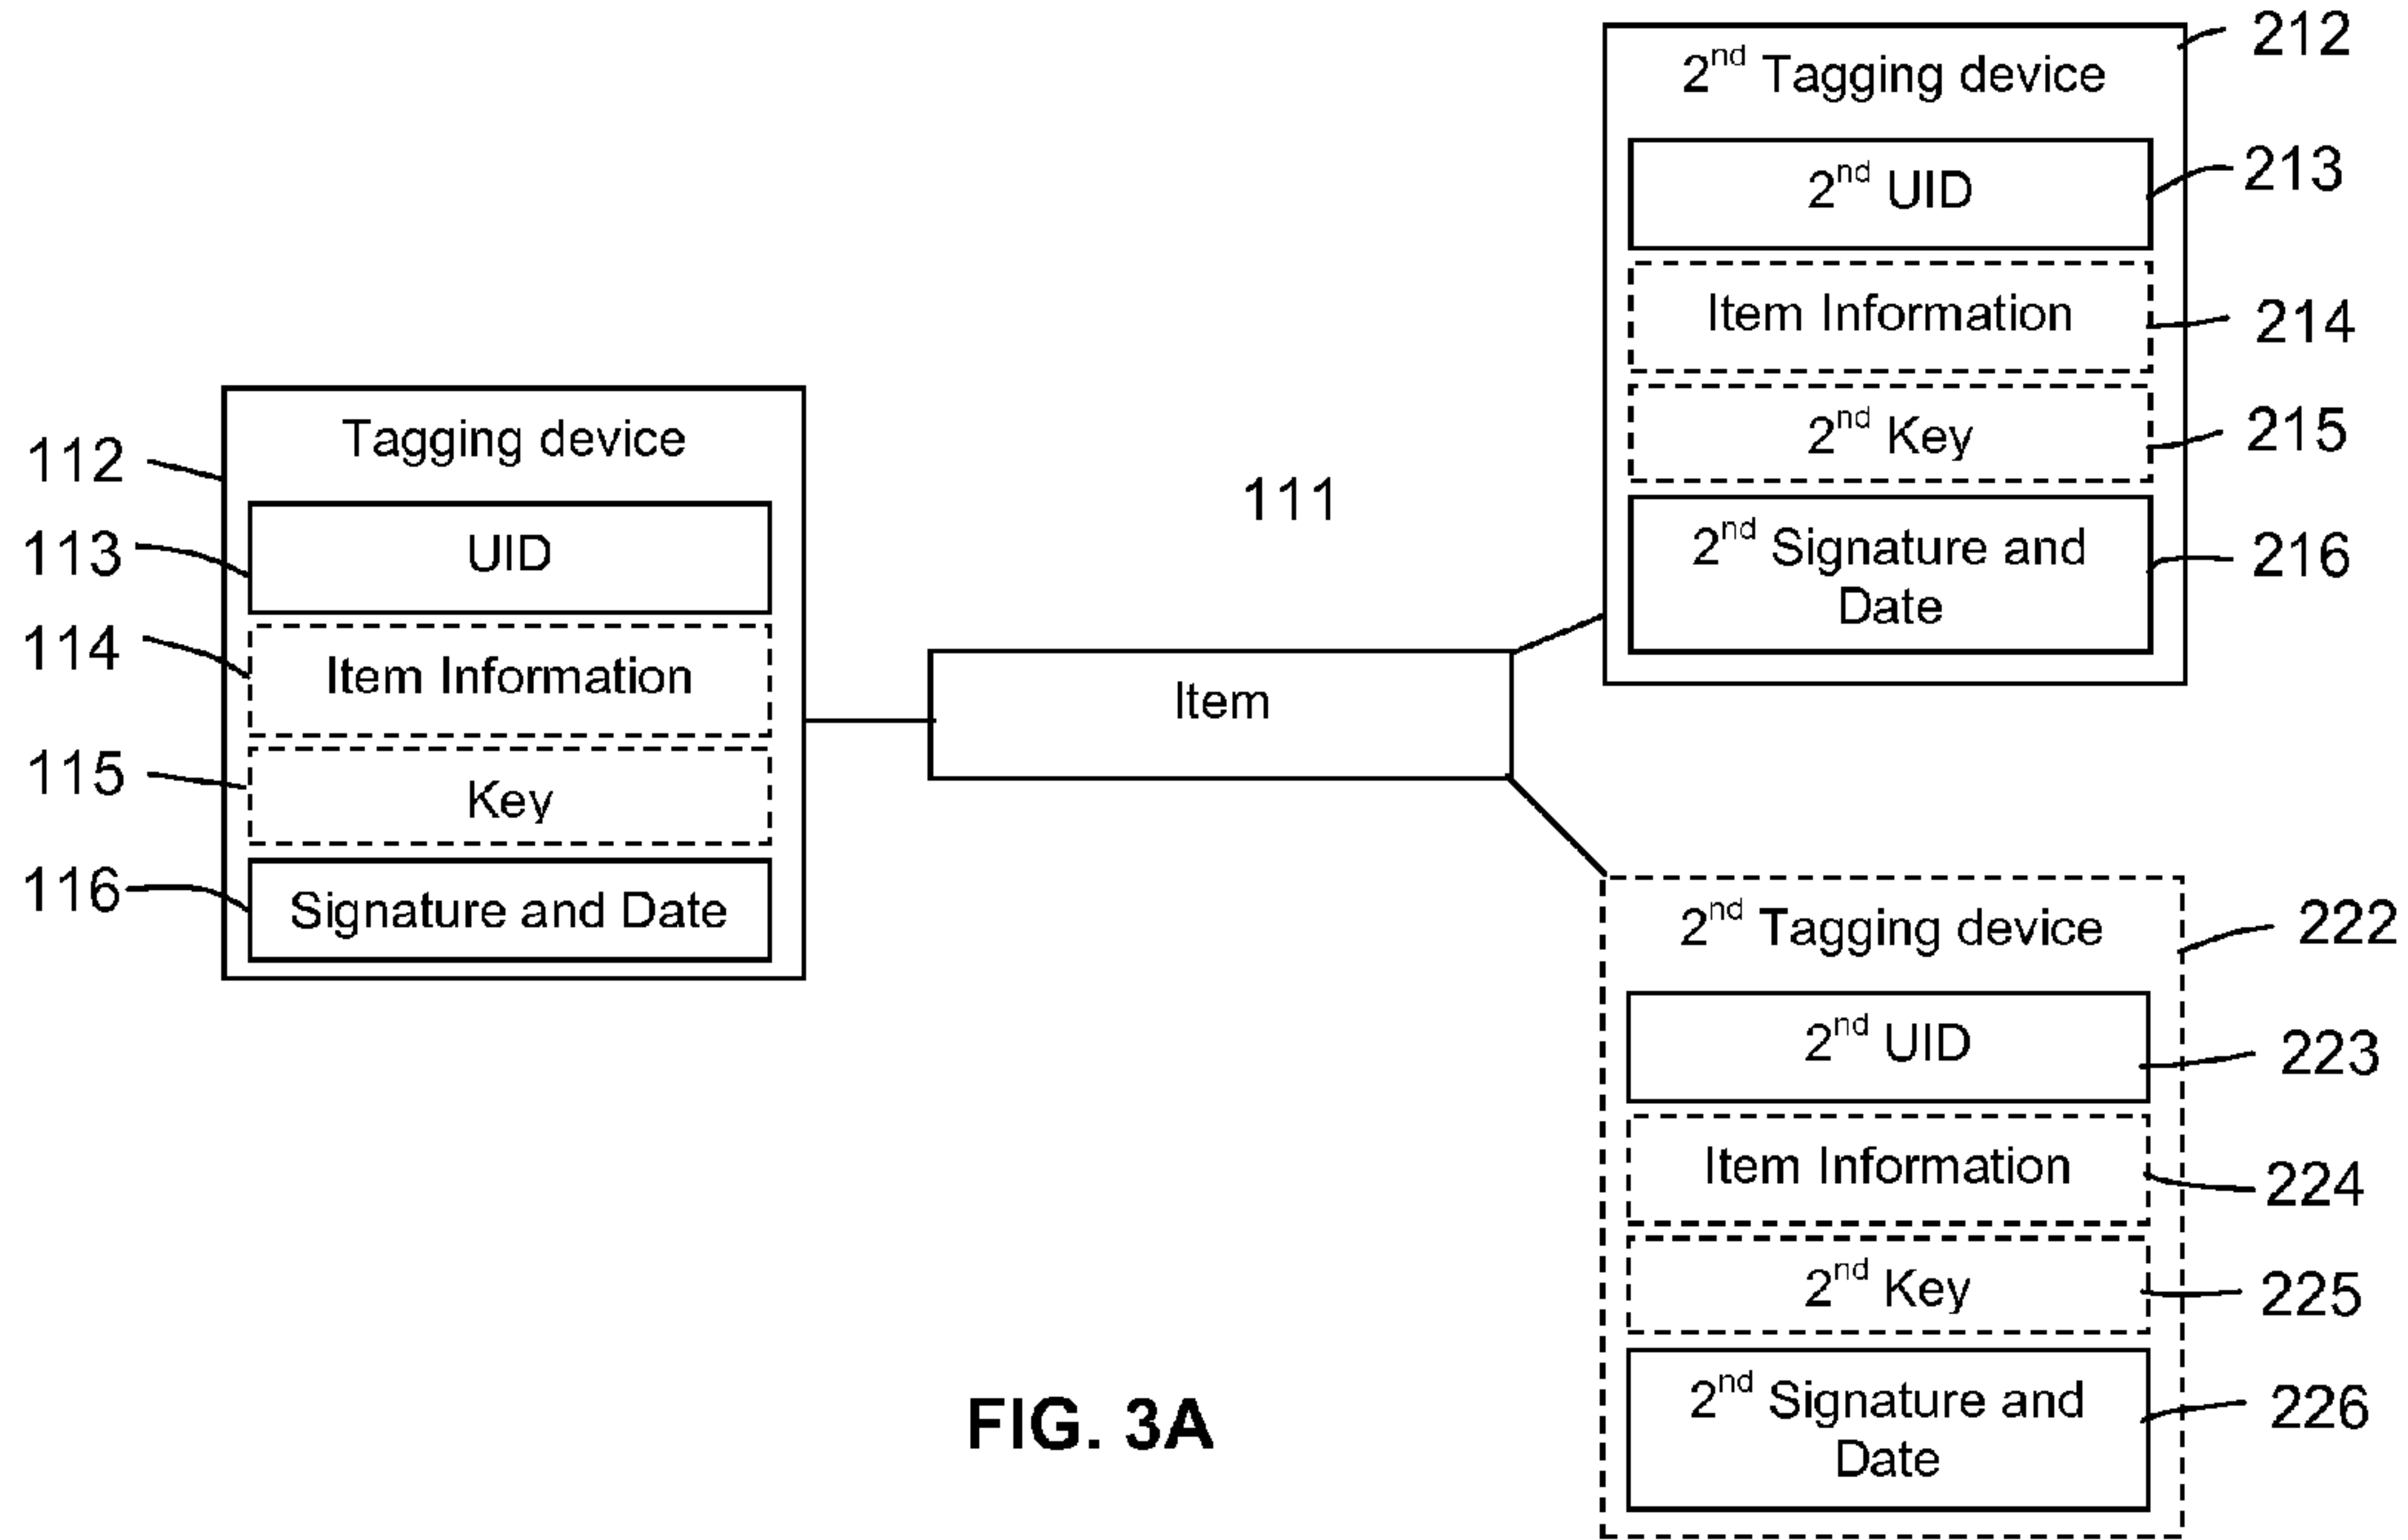 112
Tagging device
113
UID
114
Item Information
115
Key
116
Signature and Date
111
Item
212
2nd Tagging device
213
2nd UID
214
Item Information
215
2nd Key
216
2nd Signature and
Date
222
2nd Tagging device
223
2nd UID
224
Item Information
225
2nd Key
226
2nd Signature and
Date
FIG. 3A